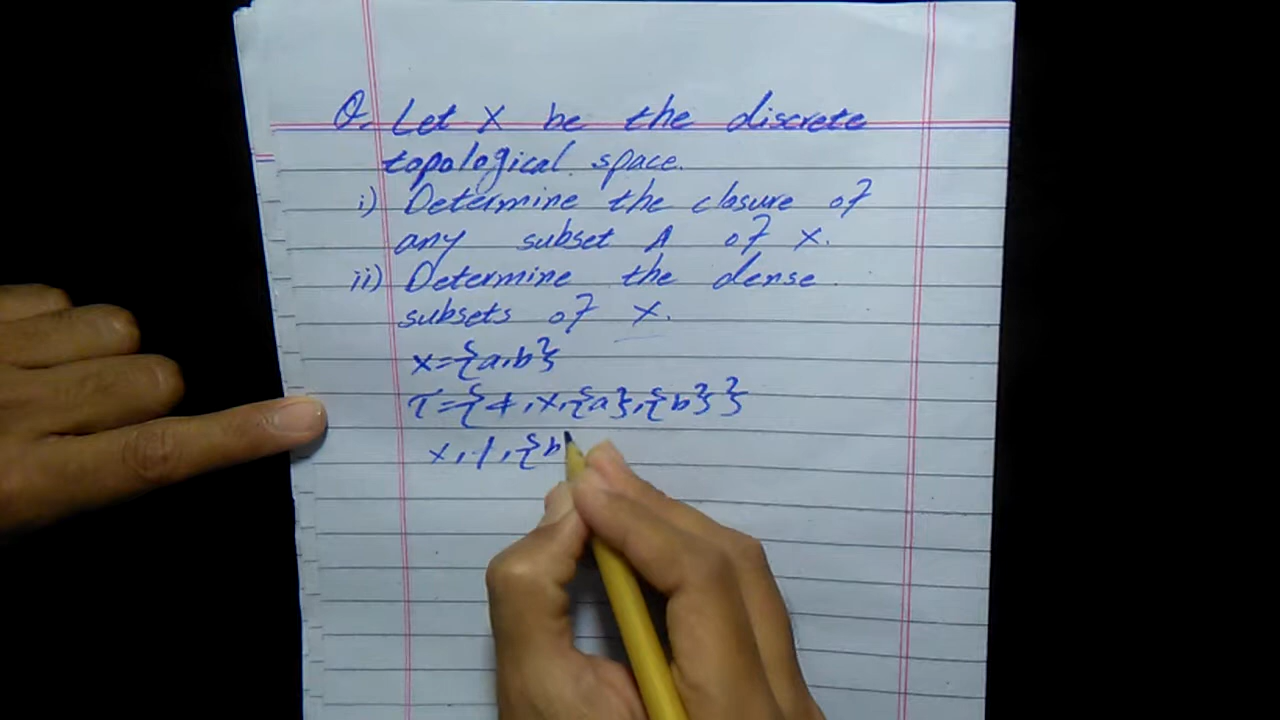 Q. Let X be the discrete
topological space.
i) Determine the closure of
any subset A of X.
ii) Determine the dense
subsets of X.
X={a,b}
τ={ϕ,X,{a},{b}}
X,ϕ,{b